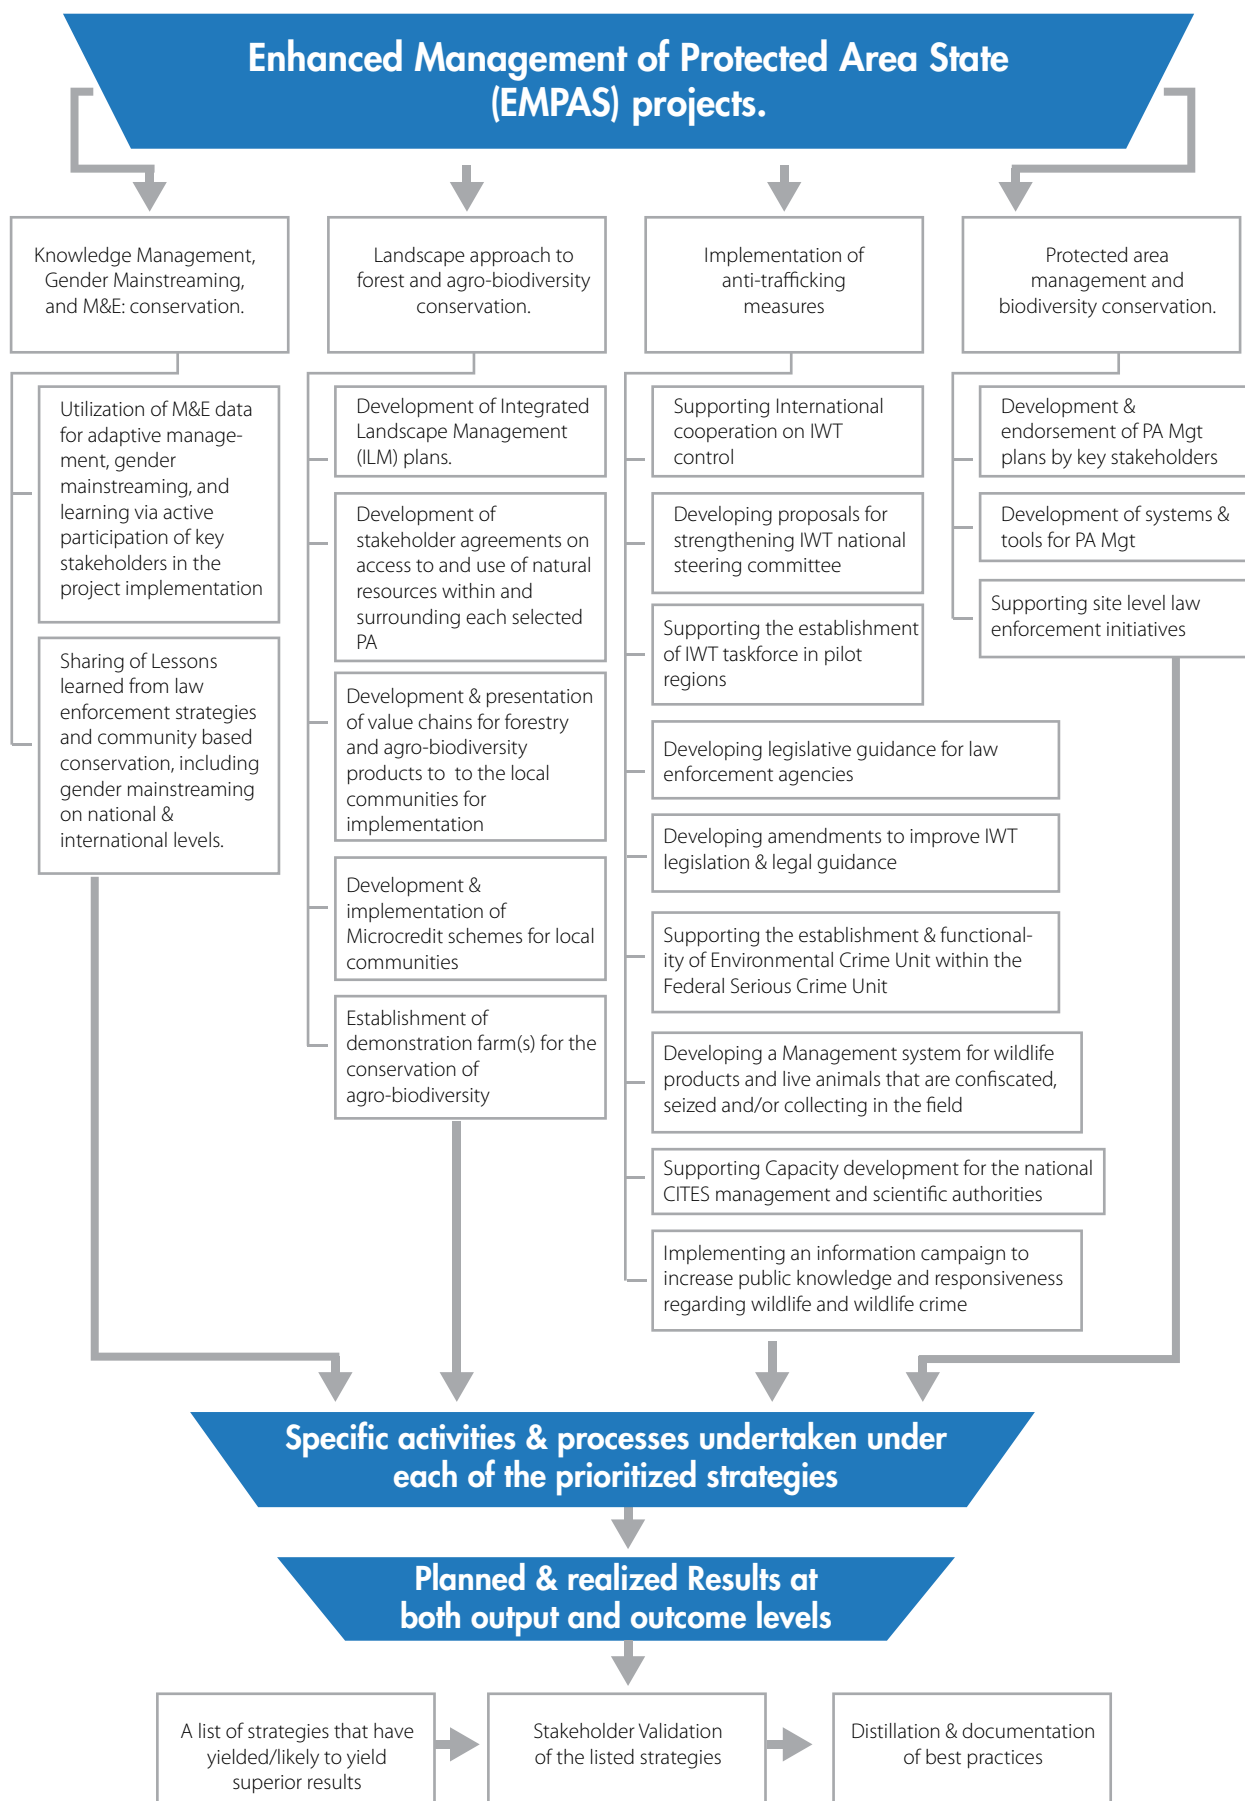 Enhanced Management of Protected Area State
(EMPAS) projects.
Knowledge Management,
Gender Mainstreaming,
and M&E: conservation.
Utilization of M&E data
for adaptive manage-
ment, gender
mainstreaming, and
learning via active
participation of key
stakeholders in the
project implementation
Sharing of Lessons
learned from law
enforcement strategies
and community based
conservation, including
gender mainstreaming
on national &
international levels.
Landscape approach to
forest and agro-biodiversity
conservation.
Development of Integrated
Landscape Management
(ILM) plans.
Development of
stakeholder agreements on
access to and use of natural
resources within and
surrounding each selected
PA
Development & presentation
of value chains for forestry
and agro-biodiversity
products to  to the local
communities for
implementation
Development &
implementation of
Microcredit schemes for local
communities
Establishment of
demonstration farm(s) for the
conservation of
agro-biodiversity
Implementation of
anti-trafficking
measures
Supporting International
cooperation on IWT
control
Developing proposals for
strengthening IWT national
steering committee
Supporting the establishment
of IWT taskforce in pilot
regions
Developing legislative guidance for law
enforcement agencies
Developing amendments to improve IWT
legislation & legal guidance
Supporting the establishment & functional-
ity of Environmental Crime Unit within the
Federal Serious Crime Unit
Developing a Management system for wildlife
products and live animals that are confiscated,
seized and/or collecting in the field
Supporting Capacity development for the national
CITES management and scientific authorities
Implementing an information campaign to
increase public knowledge and responsiveness
regarding wildlife and wildlife crime
Protected area
management and
biodiversity conservation.
Development &
endorsement of PA Mgt
plans by key stakeholders
Development of systems &
tools for PA Mgt
Supporting site level law
enforcement initiatives
Specific activities & processes undertaken under
each of the prioritized strategies
Planned & realized Results at
both output and outcome levels
A list of strategies that have
yielded/likely to yield
superior results
Stakeholder Validation
of the listed strategies
Distillation & documentation
of best practices